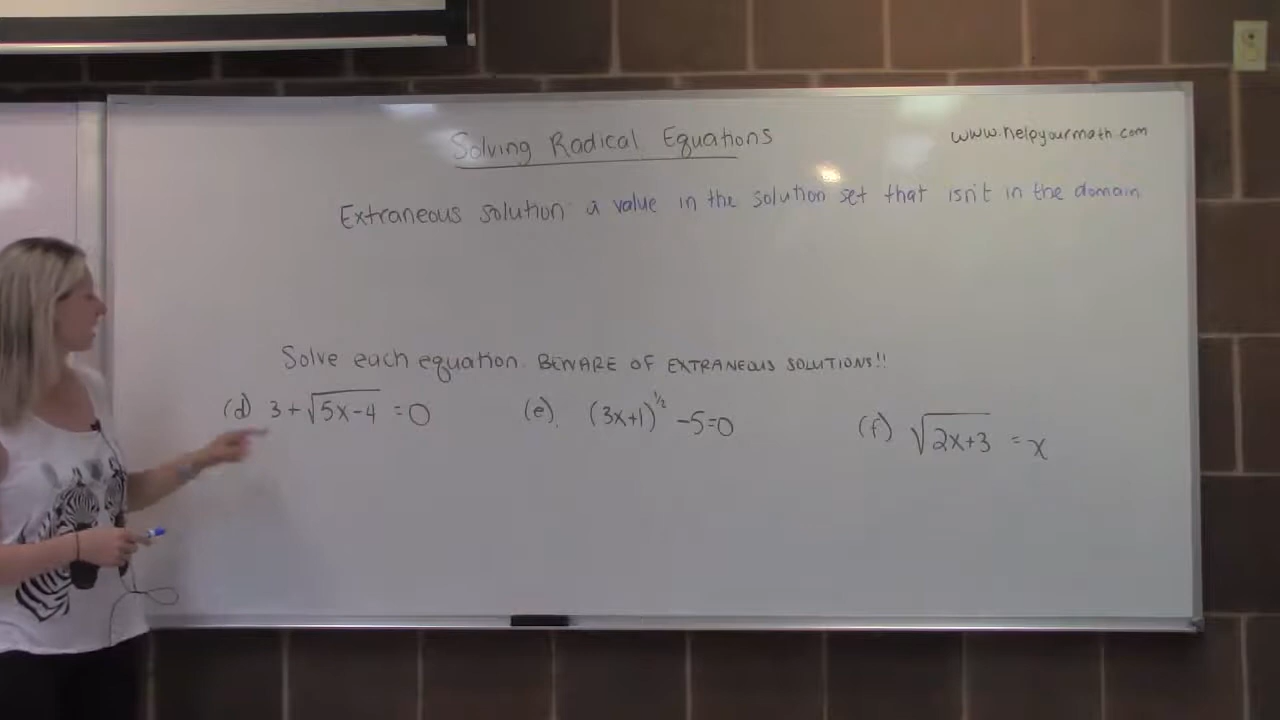 Solving Radical Equations
www.helpyourmath.com
Extraneous solution: a value in the solution set that isn't in the domain
Solve each equation. BEWARE OF EXTRANEOUS SOLUTIONS!!
(d) 3 + √5x-4 = 0
(e). (3x+1)^1/2 -5=0
(f) √2x+3 = x